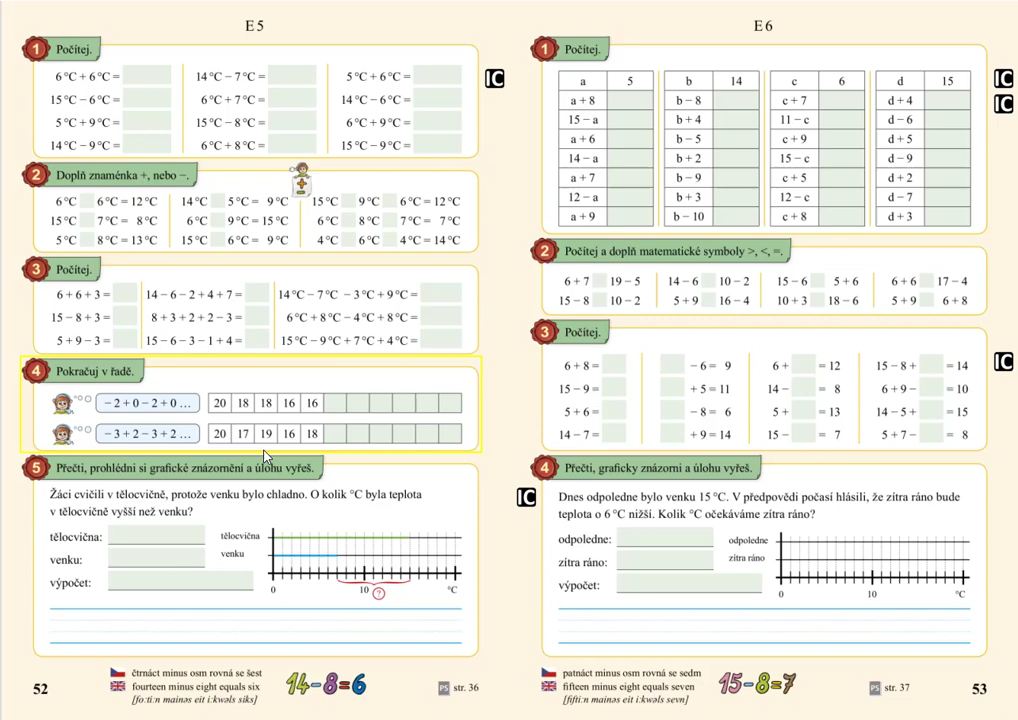 E 5
1 Počítej.
6 °C + 6 °C = 14 °C − 7 °C = 5 °C + 6 °C =
15 °C − 6 °C = 6 °C + 7 °C = 14 °C − 6 °C =
5 °C + 9 °C = 15 °C − 8 °C = 6 °C + 9 °C =
14 °C − 9 °C = 6 °C + 8 °C = 15 °C − 9 °C =
IC
2 Doplň znaménka +, nebo −.
6 °C 6 °C = 12 °C 14 °C 5 °C = 9 °C 15 °C 9 °C 6 °C = 12 °C
15 °C 7 °C = 8 °C 6 °C 9 °C = 15 °C 6 °C 8 °C 7 °C = 7 °C
5 °C 8 °C = 13 °C 15 °C 6 °C = 9 °C 4 °C 6 °C 4 °C = 14 °C
3 Počítej.
6 + 6 + 3 = 14 − 6 − 2 + 4 + 7 = 14 °C − 7 °C − 3 °C + 9 °C =
15 − 8 + 3 = 8 + 3 + 2 + 2 − 3 = 6 °C + 8 °C − 4 °C + 8 °C =
5 + 9 − 3 = 15 − 6 − 3 − 1 + 4 = 15 °C − 9 °C + 7 °C + 4 °C =
4 Pokračuj v řadě.
− 2 + 0 − 2 + 0 … 20 18 18 16 16
− 3 + 2 − 3 + 2 … 20 17 19 16 18
5 Přečti, prohlédni si grafické znázornění a úlohu vyřeš.
Žáci cvičili v tělocvičně, protože venku bylo chladno. O kolik °C byla teplota
v tělocvičně vyšší než venku?
tělocvična: tělocvična
venku: venku
výpočet:
0 10 ? °C
52
čtrnáct minus osm rovná se šest
fourteen minus eight equals six
[fo:ti:n mainəs eit i:kwəls siks]
14−8=6
PS str. 36
E 6
1 Počítej.
a 5 b 14 c 6 d 15
a + 8 b − 8 c + 7 d + 4
15 − a b + 4 11 − c d − 6
a + 6 b − 5 c + 9 d + 5
14 − a b + 2 15 − c d − 9
a + 7 b − 9 c + 5 d + 2
12 − a b + 3 12 − c d − 7
a + 9 b − 10 c + 8 d + 3
IC
IC
2 Počítej a doplň matematické symboly >, <, =.
6 + 7 19 − 5 14 − 6 10 − 2 15 − 6 5 + 6 6 + 6 17 − 4
15 − 8 10 − 2 5 + 9 16 − 4 10 + 3 18 − 6 5 + 9 6 + 8
3 Počítej.
IC
6 + 8 = − 6 = 9 6 + = 12 15 − 8 + = 14
15 − 9 = + 5 = 11 14 − = 8 6 + 9 − = 10
5 + 6 = − 8 = 6 5 + = 13 14 − 5 + = 15
14 − 7 = + 9 = 14 15 − = 7 5 + 7 − = 8
4 Přečti, graficky znázorni a úlohu vyřeš.
IC
Dnes odpoledne bylo venku 15 °C. V předpovědi počasí hlásili, že zítra ráno bude
teplota o 6 °C nižší. Kolik °C očekáváme zítra ráno?
odpoledne: odpoledne
zítra ráno: zítra ráno
výpočet:
0 10 °C
patnáct minus osm rovná se sedm
fifteen minus eight equals seven
[fifti:n mainəs eit i:kwəls sevn]
15−8=7
PS str. 37
53